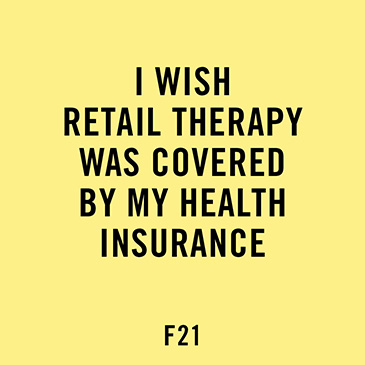 I WISH
RETAIL THERAPY
WAS COVERED
BY MY HEALTH
INSURANCE
F21